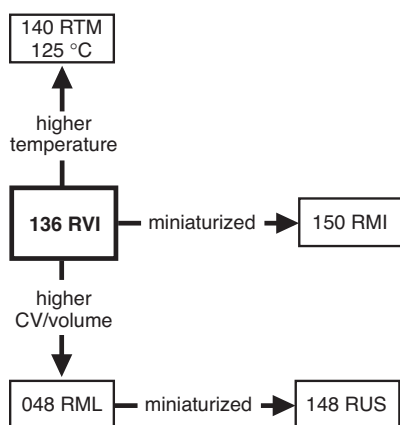 140 RTM
125 °C
higher
temperature
136 RVI
miniaturized
150 RMI
higher
CV/volume
048 RML
miniaturized
148 RUS